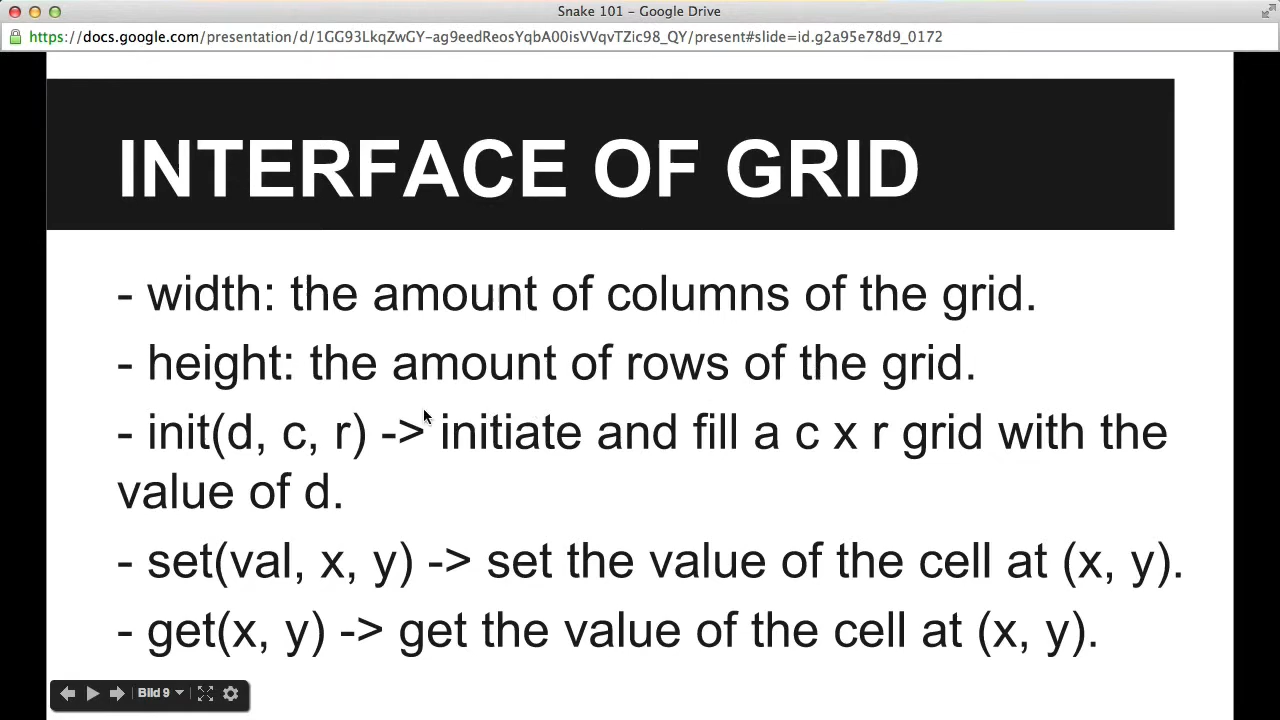 Snake 101 - Google Drive
https://docs.google.com/presentation/d/1GG93LkqZwGY-ag9eedReosYqbA00isVVqvTZic98_QY/present#slide=id.g2a95e78d9_0172
INTERFACE OF GRID
- width: the amount of columns of the grid.
- height: the amount of rows of the grid.
- init(d, c, r) -> initiate and fill a c x r grid with the
value of d.
- set(val, x, y) -> set the value of the cell at (x, y).
- get(x, y) -> get the value of the cell at (x, y).
Bild 9